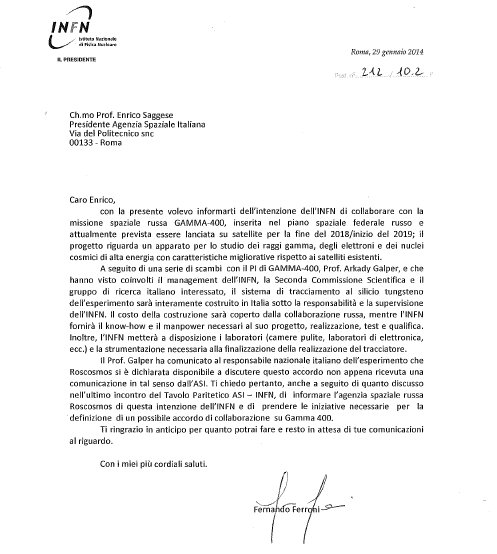 INFN
Istituto Nazionale
di Fisica Nucleare
IL PRESIDENTE
Roma, 29 gennaio 2014
Prot. n°. 212 / 10.2
Ch.mo Prof. Enrico Saggese
Presidente Agenzia Spaziale Italiana
Via del Politecnico snc
00133 - Roma
Caro Enrico,
con la presente volevo informarti dell'intenzione dell'INFN di collaborare con la
missione spaziale russa GAMMA-400, inserita nel piano spaziale federale russo e
attualmente prevista essere lanciata su satellite per la fine del 2018/inizio del 2019; il
progetto riguarda un apparato per lo studio dei raggi gamma, degli elettroni e dei nuclei
cosmici di alta energia con caratteristiche migliorative rispetto ai satelliti esistenti.
A seguito di una serie di scambi con il PI di GAMMA-400, Prof. Arkady Galper, e che
hanno visto coinvolti il management dell'INFN, la Seconda Commissione Scientifica e il
gruppo di ricerca italiano interessato, il sistema di tracciamento al silicio tungsteno
dell'esperimento sarà interamente costruito in Italia sotto la responsabilità e la supervisione
dell'INFN. Il costo della costruzione sarà coperto dalla collaborazione russa, mentre l'INFN
fornirà il know-how e il manpower necessari al suo progetto, realizzazione, test e qualifica.
Inoltre, l'INFN metterà a disposizione i laboratori (camere pulite, laboratori di elettronica,
ecc.) e la strumentazione necessaria alla finalizzazione della realizzazione del tracciatore.
Il Prof. Galper ha comunicato al responsabile nazionale italiano dell'esperimento che
Roscosmos si è dichiarata disponibile a discutere questo accordo non appena ricevuta una
comunicazione in tal senso dall'ASI. Ti chiedo pertanto, anche a seguito di quanto discusso
nell'ultimo incontro del Tavolo Paritetico ASI – INFN, di informare l'agenzia spaziale russa
Roscosmos di questa intenzione dell'INFN e di prendere le iniziative necessarie per la
definizione di un possibile accordo di collaborazione su Gamma 400.
Ti ringrazio in anticipo per quanto potrai fare e resto in attesa di tue comunicazioni
al riguardo.
Con i miei più cordiali saluti.
Fernando Ferroni